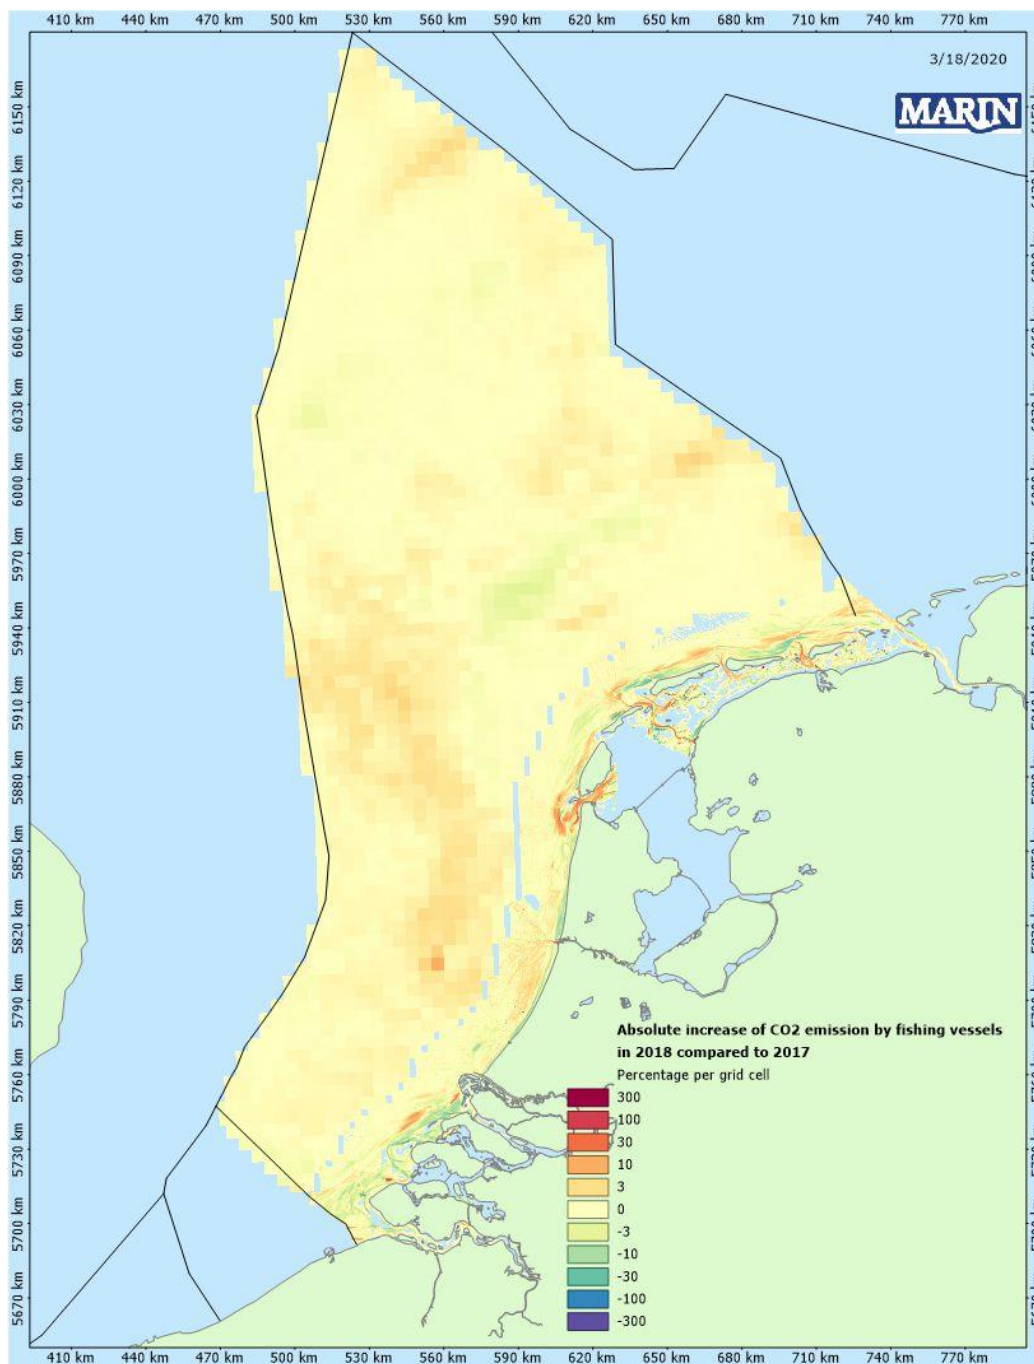 410 km 440 km 470 km 500 km 530 km 560 km 590 km 620 km 650 km 680 km 710 km 740 km 770 km
3/18/2020
MARIN
6150 km
6120 km
6090 km
6060 km
6030 km
6000 km
5970 km
5940 km
5910 km
5880 km
5850 km
5820 km
5790 km
5760 km
5730 km
5700 km
5670 km
Absolute increase of CO2 emission by fishing vessels
in 2018 compared to 2017
Percentage per grid cell
300
100
30
10
3
0
-3
-10
-30
-100
-300
410 km 440 km 470 km 500 km 530 km 560 km 590 km 620 km 650 km 680 km 710 km 740 km 770 km